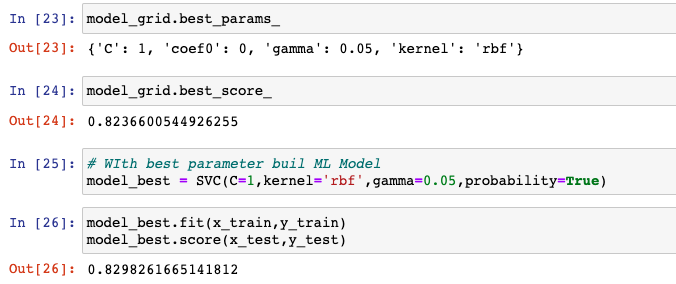 In [23]: model_grid.best_params_
Out[23]: {'C': 1, 'coef0': 0, 'gamma': 0.05, 'kernel': 'rbf'}
In [24]: model_grid.best_score_
Out[24]: 0.8236600544926255
In [25]: # WIth best parameter buil ML Model
model_best = SVC(C=1,kernel='rbf',gamma=0.05,probability=True)
In [26]: model_best.fit(x_train,y_train)
model_best.score(x_test,y_test)
Out[26]: 0.8298261665141812